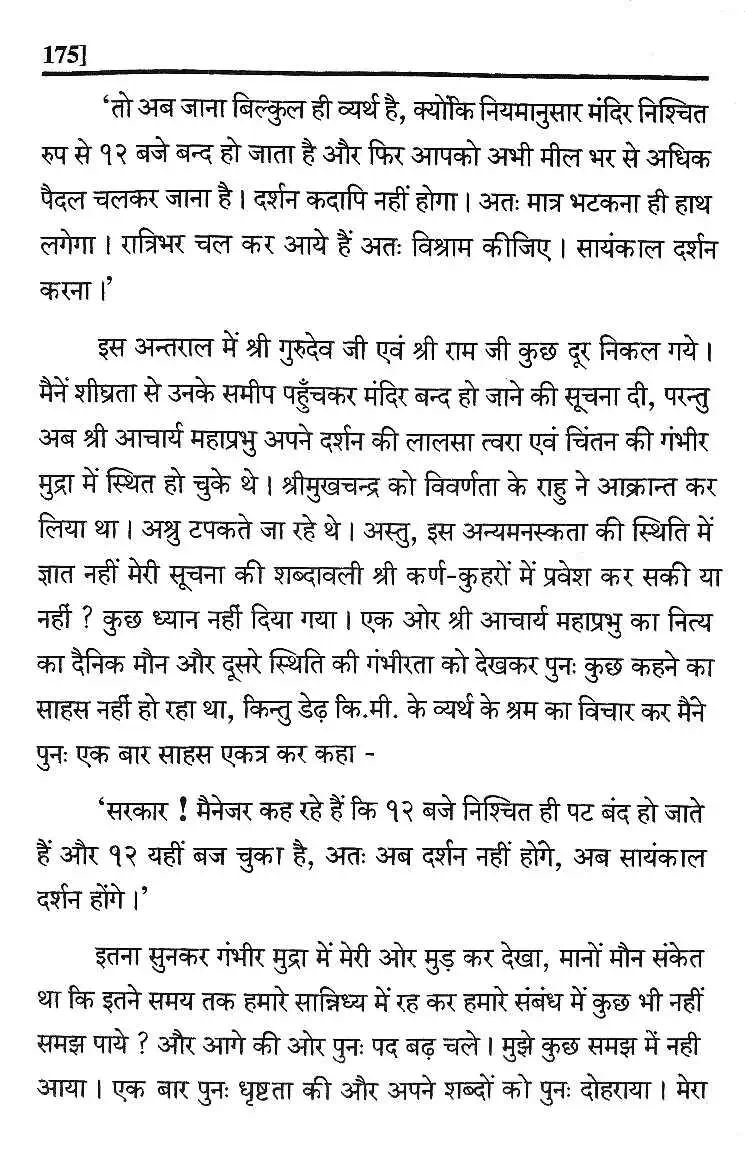 175]
‘तो अब जाना बिल्कुल ही व्यर्थ है, क्योंकि नियमानुसार मंदिर निश्चित
रुप से १२ बजे बन्द हो जाता है और फिर आपको अभी मील भर से अधिक
पैदल चलकर जाना है। दर्शन कदापि नहीं होगा। अतः मात्र भटकना ही हाथ
लगेगा। रात्रिभर चल कर आये हैं अतः विश्राम कीजिए। सायंकाल दर्शन
करना।’
इस अन्तराल में श्री गुरुदेव जी एवं श्री राम जी कुछ दूर निकल गये।
मैनें शीघ्रता से उनके समीप पहुँचकर मंदिर बन्द हो जाने की सूचना दी, परन्तु
अब श्री आचार्य महाप्रभु अपने दर्शन की लालसा त्वरा एवं चिंतन की गंभीर
मुद्रा में स्थित हो चुके थे। श्रीमुखचन्द्र को विवर्णता के राहु ने आक्रान्त कर
लिया था। अश्रु टपकते जा रहे थे। अस्तु, इस अन्यमनस्कता की स्थिति में
ज्ञात नहीं मेरी सूचना की शब्दावली श्री कर्ण-कुहरों में प्रवेश कर सकी या
नहीं ? कुछ ध्यान नहीं दिया गया। एक ओर श्री आचार्य महाप्रभु का नित्य
का दैनिक मौन और दूसरे स्थिति की गंभीरता को देखकर पुनः कुछ कहने का
साहस नहीं हो रहा था, किन्तु डेढ़ कि.मी. के व्यर्थ के श्रम का विचार कर मैंने
पुनः एक बार साहस एकत्र कर कहा -
‘सरकार ! मैनेजर कह रहे हैं कि १२ बजे निश्चित ही पट बंद हो जाते
हैं और १२ यहीं बज चुका है, अतः अब दर्शन नहीं होंगे, अब सायंकाल
दर्शन होंगे।’
इतना सुनकर गंभीर मुद्रा में मेरी ओर मुड़ कर देखा, मानों मौन संकेत
था कि इतने समय तक हमारे सान्निध्य में रह कर हमारे संबंध में कुछ भी नहीं
समझ पाये ? और आगे की ओर पुनः पद बढ़ चले। मुझे कुछ समझ में नही
आया। एक बार पुनः धृष्टता की और अपने शब्दों को पुनः दोहराया। मेरा